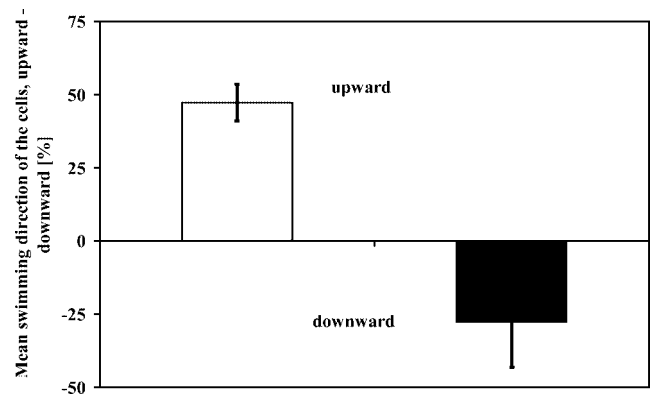 Mean swimming direction of the cells, upward -
downward [%]
75
50
25
0
-25
-50
upward
downward